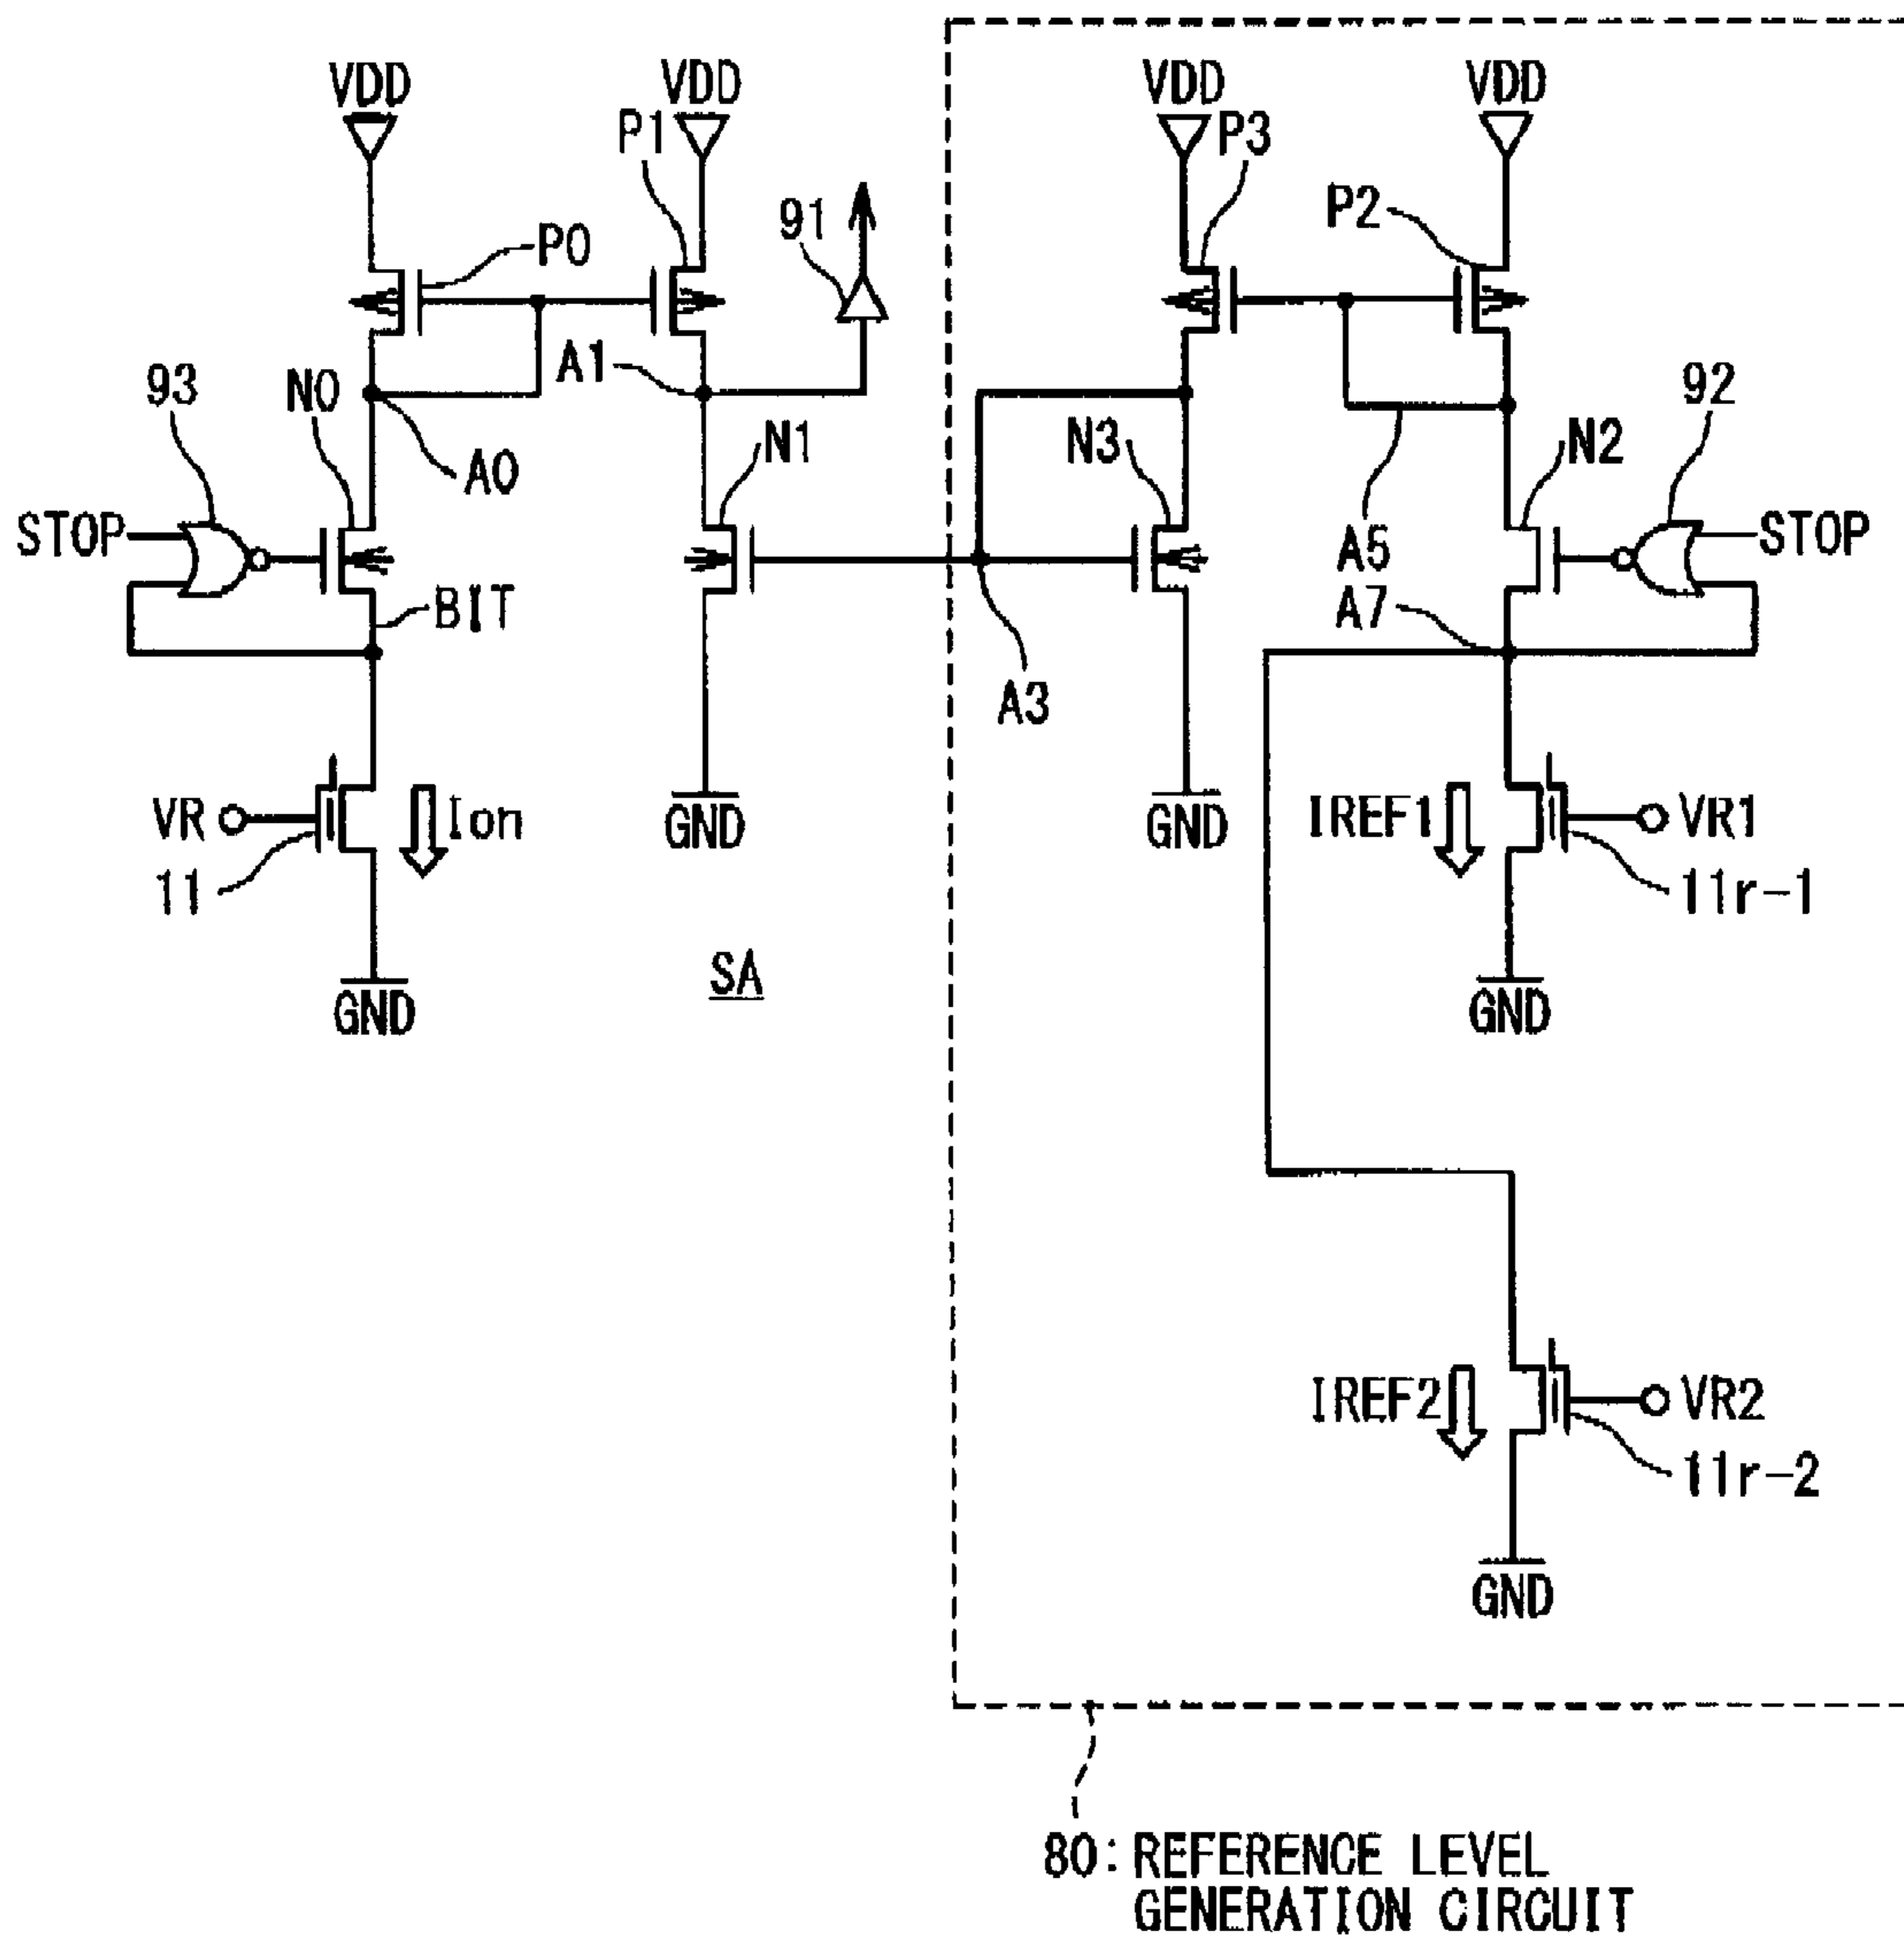 VDD
VDD
VDD
VDD
P1
P3
P0
91
P2
A1
93
N0
A0
N1
N3
A5
N2
92
STOP
STOP
BIT
A7
A3
VR
Ion
11
GND
GND
IREF1
VR1
11r-1
SA
GND
GND
IREF2
VR2
11r-2
GND
80: REFERENCE LEVEL
GENERATION CIRCUIT